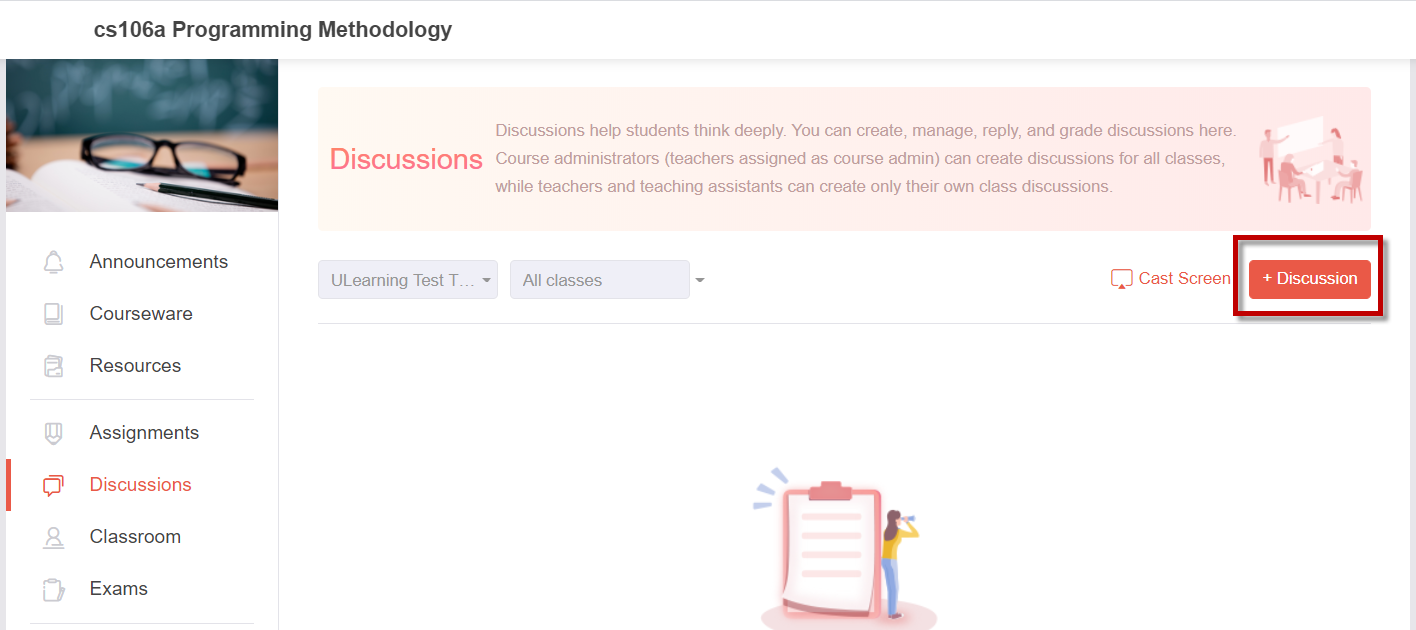 cs106a Programming Methodology
Announcements
Courseware
Resources
Assignments
Discussions
Classroom
Exams
Discussions
Discussions help students think deeply. You can create, manage, reply, and grade discussions here.
Course administrators (teachers assigned as course admin) can create discussions for all classes,
while teachers and teaching assistants can create only their own class discussions.
ULearning Test T...
All classes
Cast Screen
+ Discussion